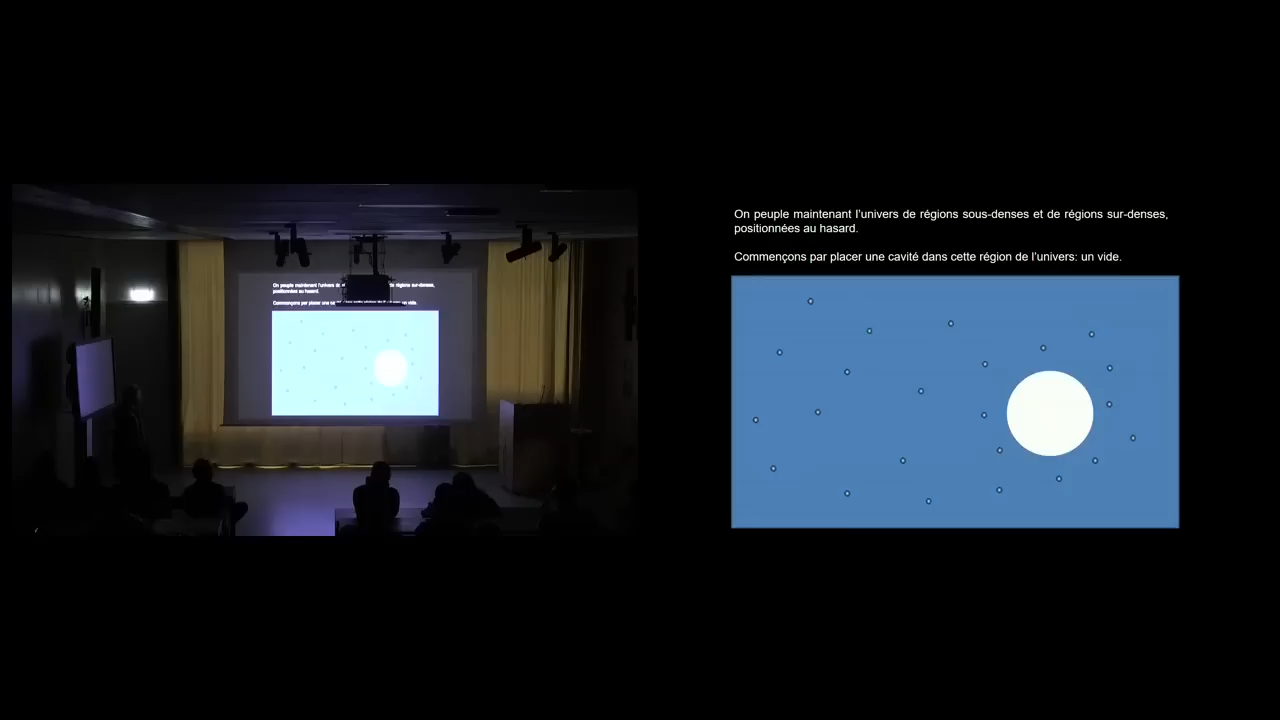 On peuple maintenant l'univers de régions sous-denses et de régions sur-denses,
positionnées au hasard.
Commençons par placer une cavité dans cette région de l'univers: un vide.